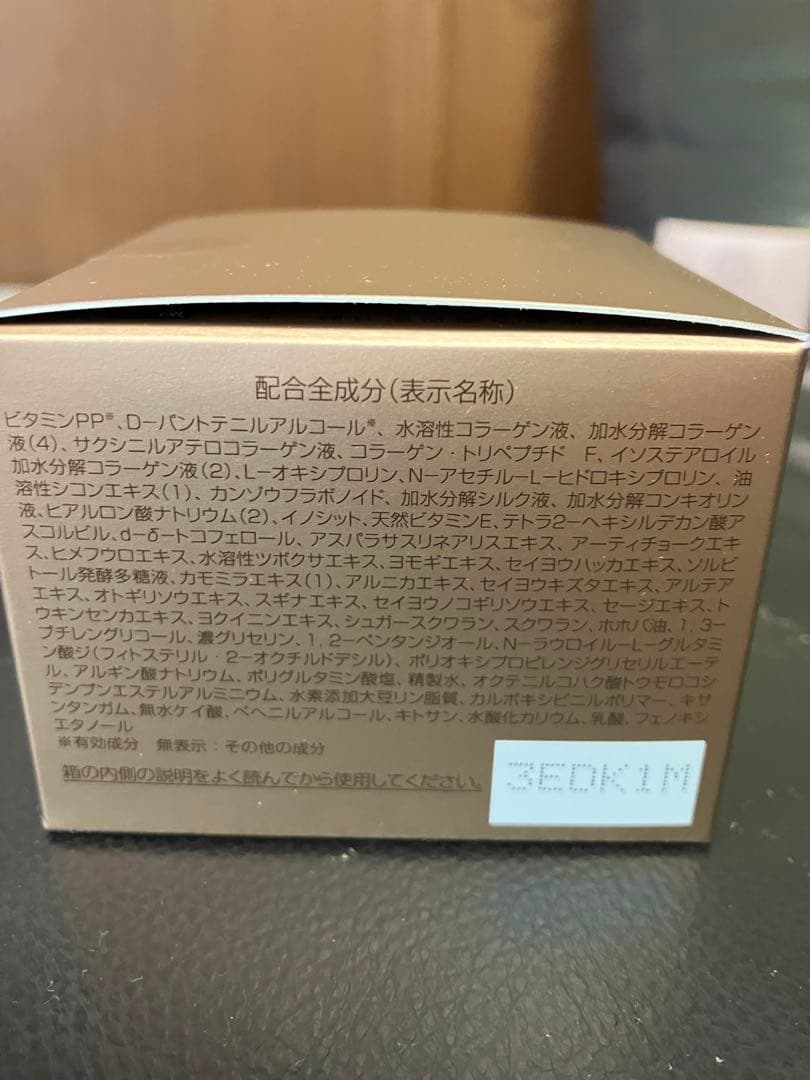 配合全成分(表示名称)
ビタミンPP※、D-パントテニルアルコール※、水溶性コラーゲン液、加水分解コラーゲン
液(4)、サクシニルアテロコラーゲン液、コラーゲン・トリペプチド F、イソステアロイル
加水分解コラーゲン液(2)、L-オキシプロリン、N-アセチル-L-ヒドロキシプロリン、油
溶性シコンエキス(1)、カンゾウフラボノイド、加水分解シルク液、加水分解コンキオリン
液、ヒアルロン酸ナトリウム(2)、イノシット、天然ビタミンE、テトラ2-ヘキシルデカン酸ア
スコルビル、d-δ-トコフェロール、アスパラサスリネアリスエキス、アーティチョークエキ
ス、ヒメフウロエキス、水溶性ツボクサエキス、ヨモギエキス、セイヨウハッカエキス、ソルビ
トール発酵多糖液、カモミラエキス(1)、アルニカエキス、セイヨウキズタエキス、アルテア
エキス、オトギリソウエキス、スギナエキス、セイヨウノコギリソウエキス、セージエキス、ト
ウキンセンカエキス、ヨクイニンエキス、シュガースクワラン、スクワラン、ホホバ油、1,3-
ブチレングリコール、濃グリセリン、1,2-ペンタンジオール、N-ラウロイル-L-グルタミ
ン酸ジ(フィトステリル・2-オクチルドデシル)、ポリオキシプロピレンジグリセリルエーテ
ル、アルギン酸ナトリウム、ポリグルタミン酸塩、精製水、オクテニルコハク酸トウモロコシ
デンプンエステルアルミニウム、水素添加大豆リン脂質、カルボキシビニルポリマー、キサ
ンタンガム、無水ケイ酸、ベヘニルアルコール、キトサン、水酸化カリウム、乳酸、フェノキシ
エタノール
※有効成分 無表示:その他の成分
箱の内側の説明をよく読んでから使用してください。
3EDK1M